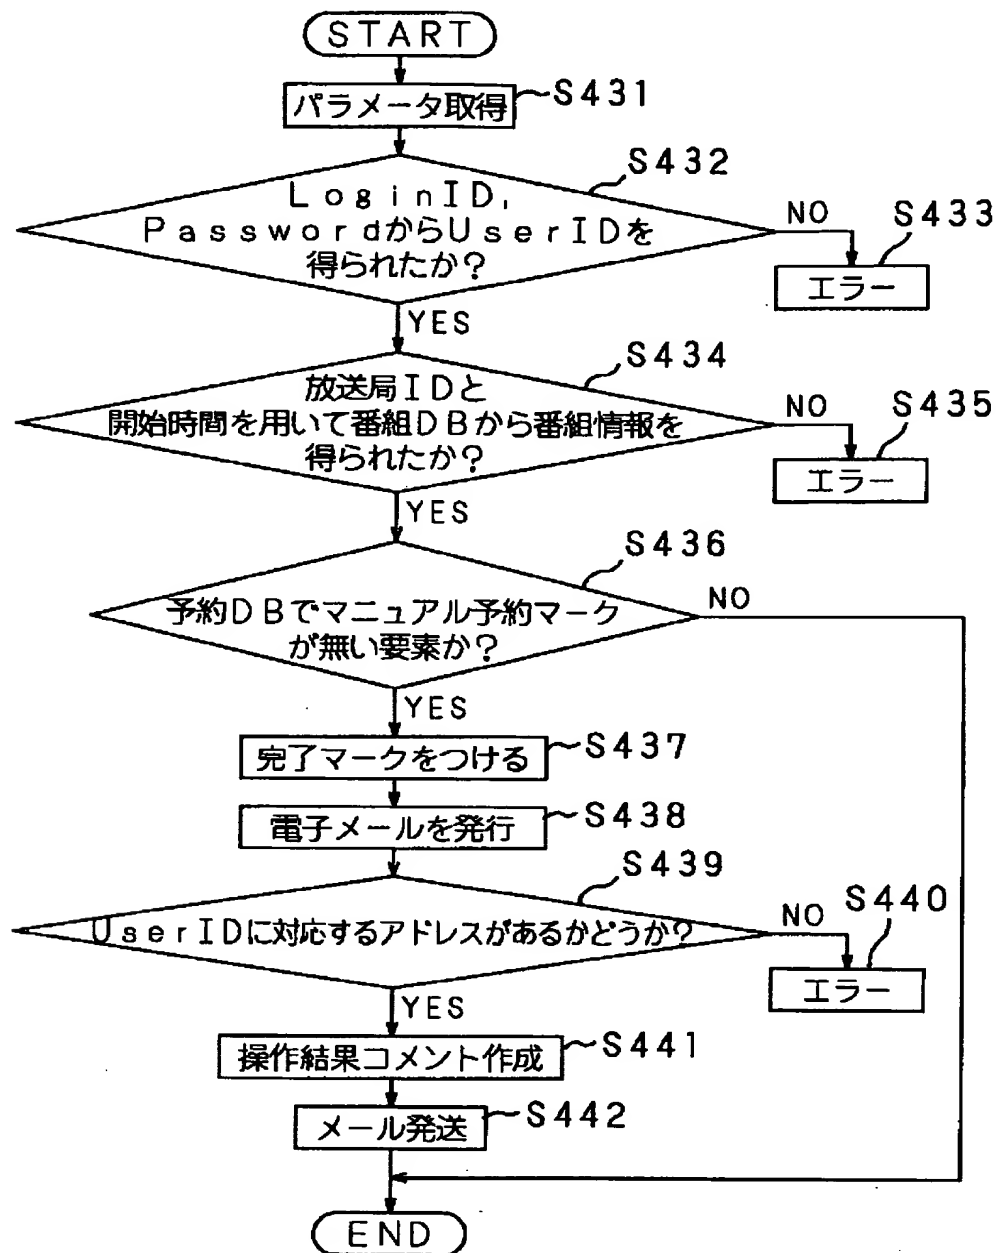 START
パラメータ取得
S431
S432
LoginID,
PasswordからUserIDを
得られたか?
NO
S433
エラー
YES
S434
放送局IDと
開始時間を用いて番組DBから番組情報を
得られたか?
NO
S435
エラー
YES
S436
予約DBでマニュアル予約マーク
が無い要素か?
NO
YES
完了マークをつける
S437
電子メールを発行
S438
S439
UserIDに対応するアドレスがあるかどうか?
NO
S440
エラー
YES
操作結果コメント作成
S441
メール発送
S442
END